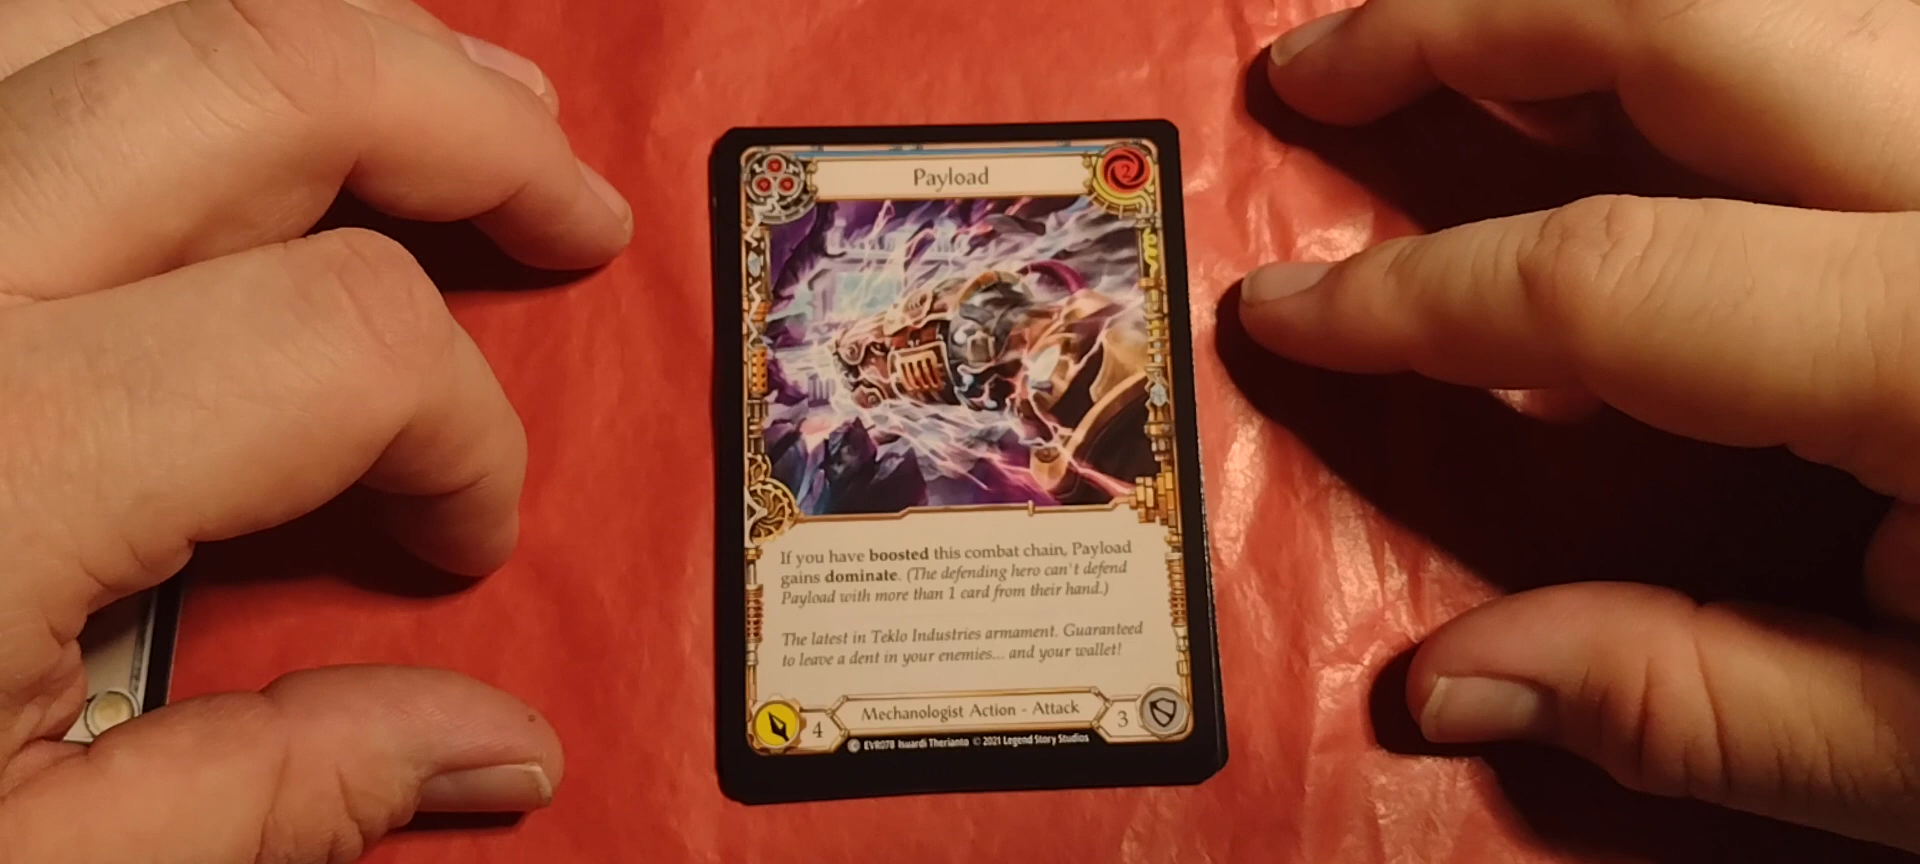 Payload
2
If you have boosted this combat chain, Payload
gains dominate. (The defending hero can't defend
Payload with more than 1 card from their hand.)
The latest in Teklo Industries armament. Guaranteed
to leave a dent in your enemies... and your wallet!
4
Mechanologist Action - Attack
3
C EVR078 Isuardi Therianto © 2021 Legend Story Studios